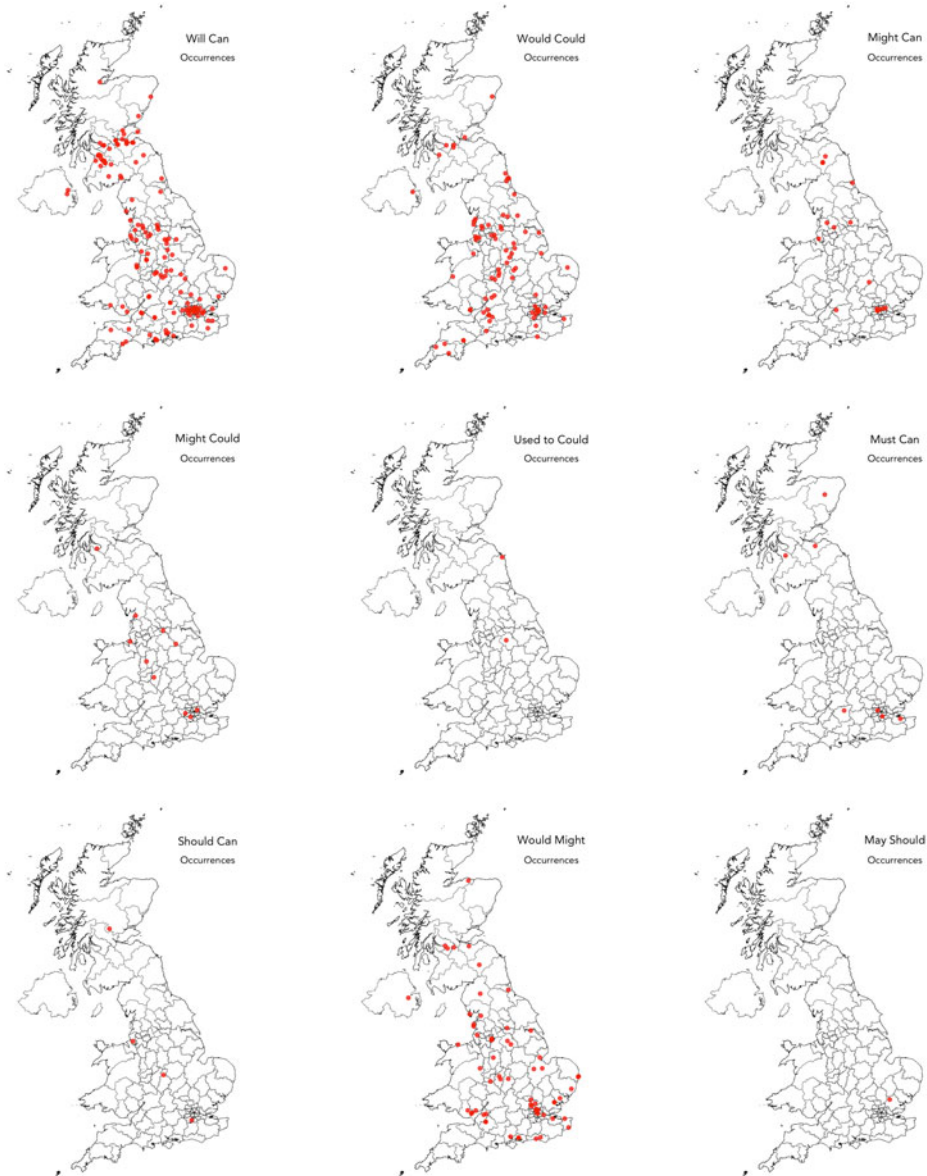 Will Can
Occurrences
Would Could
Occurrences
Might Can
Occurrences
Might Could
Occurrences
Used to Could
Occurrences
Must Can
Occurrences
Should Can
Occurrences
Would Might
Occurrences
May Should
Occurrences